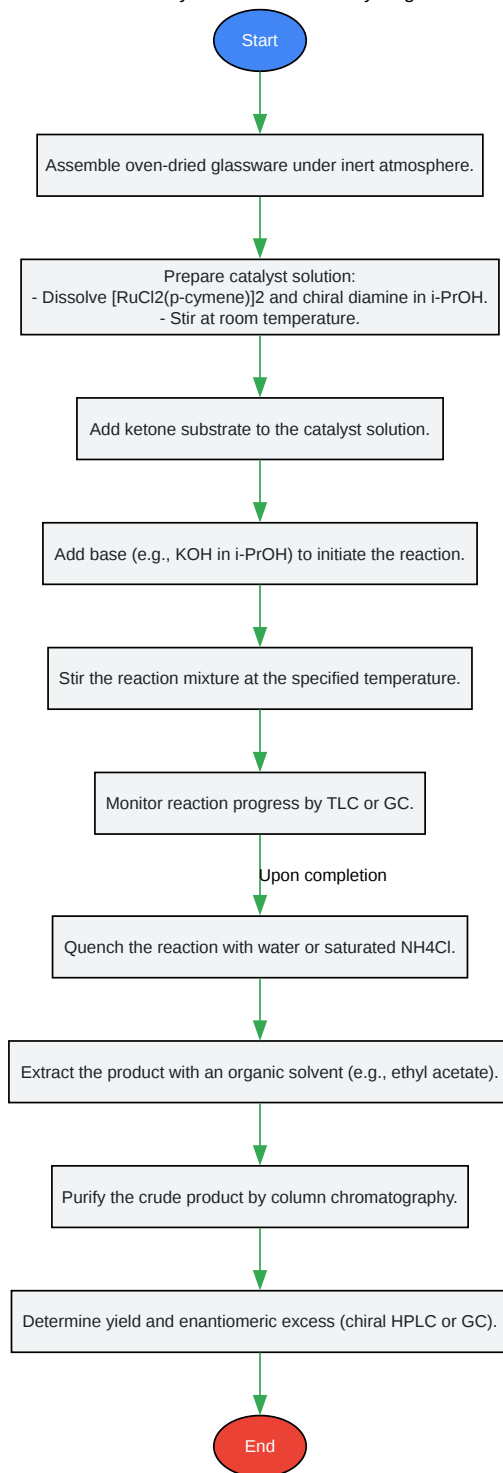 Start
Assemble oven-dried glassware under inert atmosphere.
Prepare catalyst solution:
- Dissolve [RuCl2(p-cymene)]2 and chiral diamine in i-PrOH.
- Stir at room temperature.
Add ketone substrate to the catalyst solution.
Add base (e.g., KOH in i-PrOH) to initiate the reaction.
Stir the reaction mixture at the specified temperature.
Monitor reaction progress by TLC or GC.
Upon completion
Quench the reaction with water or saturated NH4Cl.
Extract the product with an organic solvent (e.g., ethyl acetate).
Purify the crude product by column chromatography.
Determine yield and enantiomeric excess (chiral HPLC or GC).
End